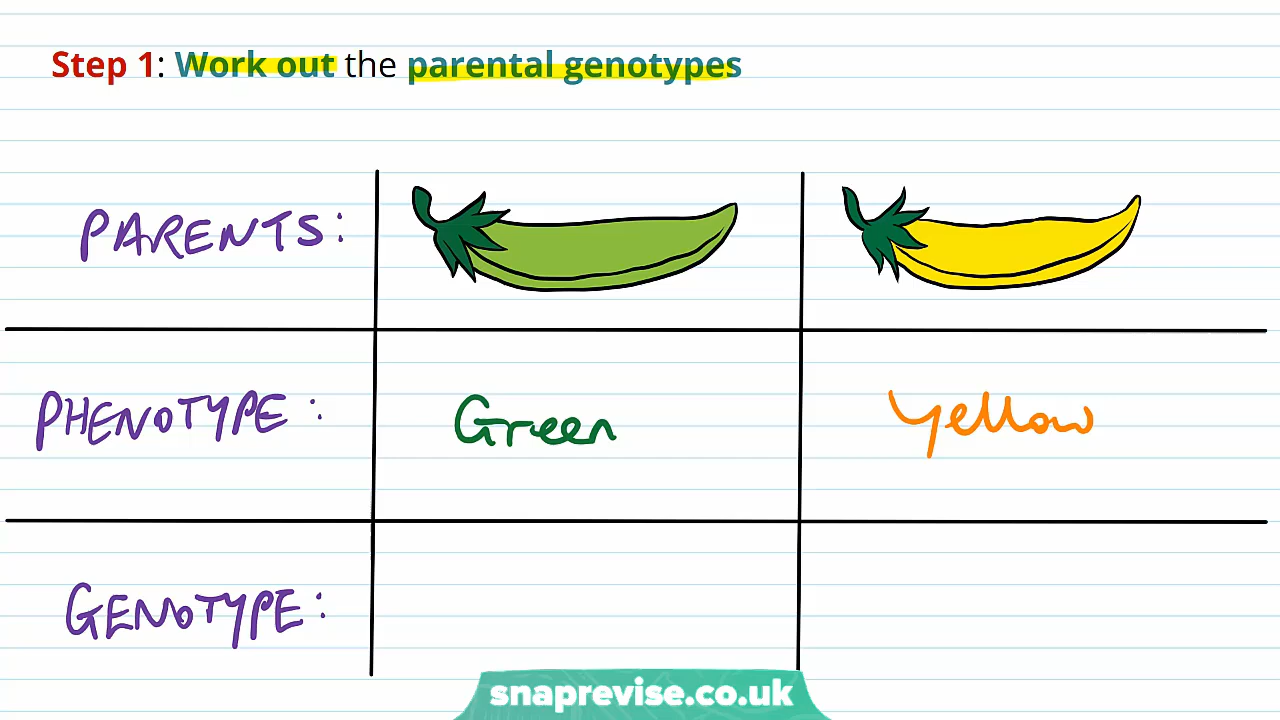 Step 1: Work out the parental genotypes
PARENTS:
PHENOTYPE: Green Yellow
GENOTYPE:
snaprevise.co.uk